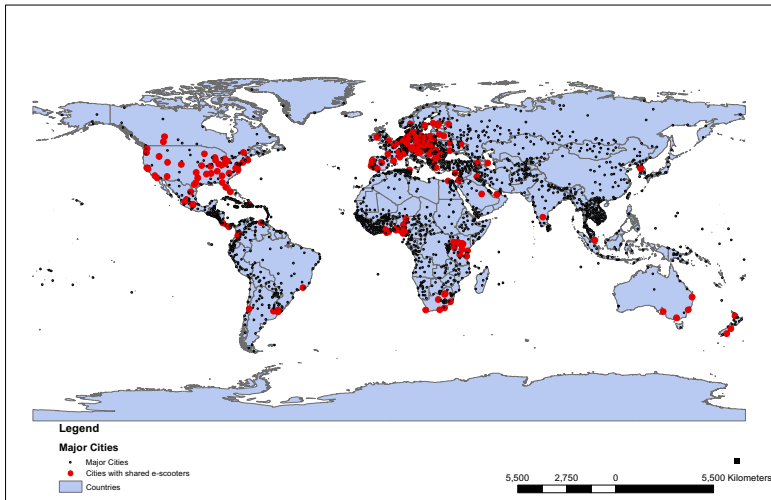 Legend
Major Cities
Major Cities
Cities with shared e-scooters
Countries
5,500 2,750 0 5,500 Kilometers